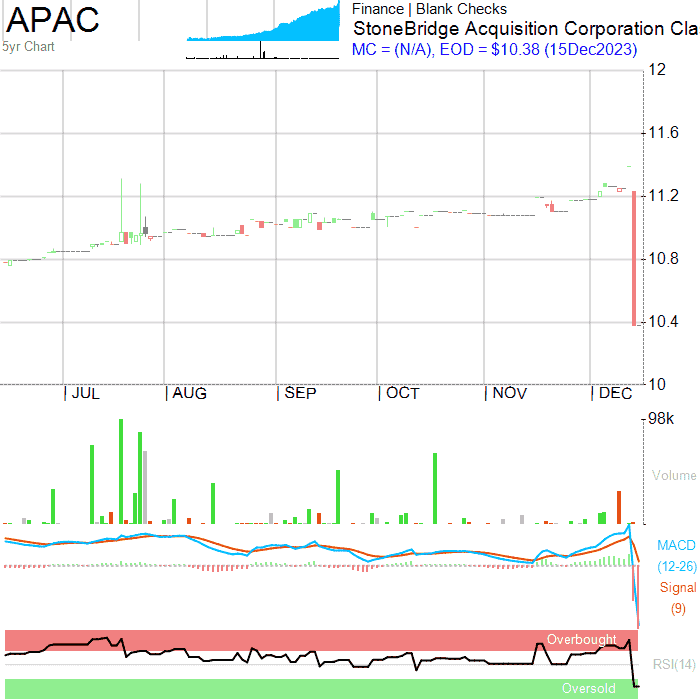 APAC
5yr Chart
Finance | Blank Checks
StoneBridge Acquisition Corporation Cla
MC = (N/A), EOD = $10.38 (15Dec2023)
12
11.6
11.2
10.8
10.4
10
JUL AUG SEP OCT NOV DEC
98k
Volume
MACD
(12-26)
Signal
(9)
Overbought
RSI(14)
Oversold